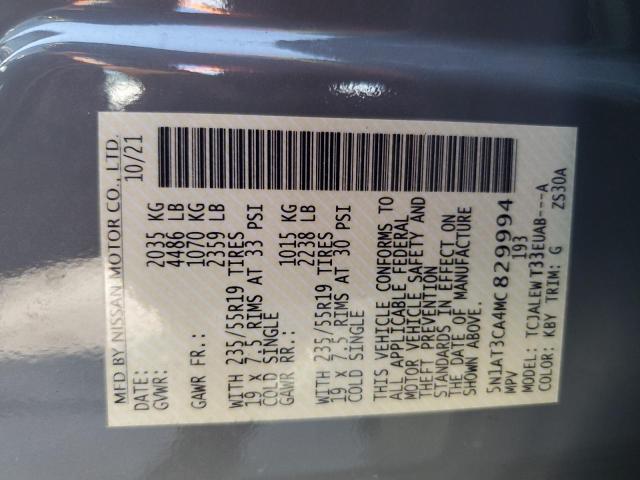 MFD BY NISSAN MOTOR CO., LTD.
DATE: 10/21
GVWR: 2035 KG
4486 LB
GAWR FR.: 1070 KG
2359 LB
WITH 235/55R19 TIRES
19 X 7.5 RIMS AT 33 PSI
COLD SINGLE
GAWR RR.: 1015 KG
2238 LB
WITH 235/55R19 TIRES
19 X 7.5 RIMS AT 30 PSI
COLD SINGLE
THIS VEHICLE CONFORMS TO
ALL APPLICABLE FEDERAL
MOTOR VEHICLE SAFETY AND
THEFT PREVENTION
STANDARDS IN EFFECT ON
THE DATE OF MANUFACTURE
SHOWN ABOVE.
5N1AT3CA4MC829994
MPV 193
MODEL: TCJALEWT33EUAB---A
COLOR: KBY TRIM: G ZS30A